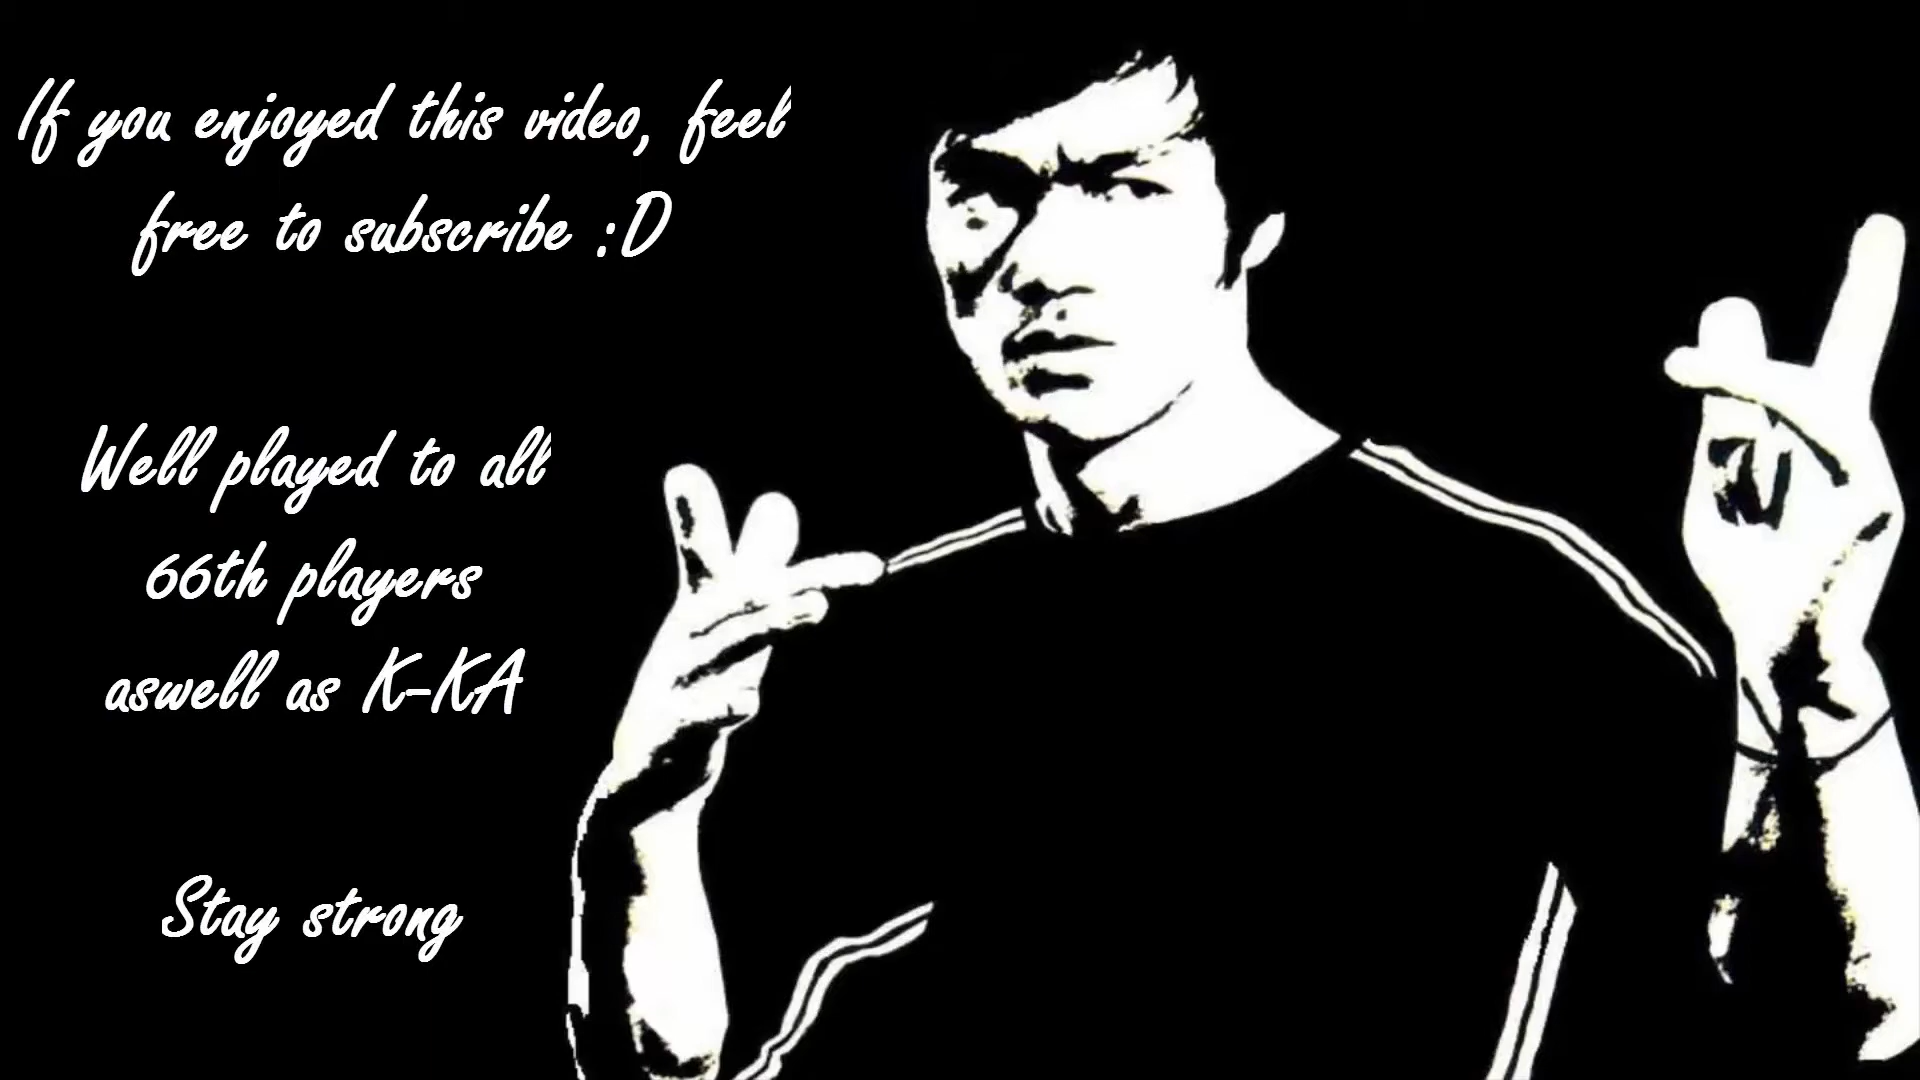 If you enjoyed this video, feel
free to subscribe :D
Well played to all
66th players
aswell as K-KA
Stay strong